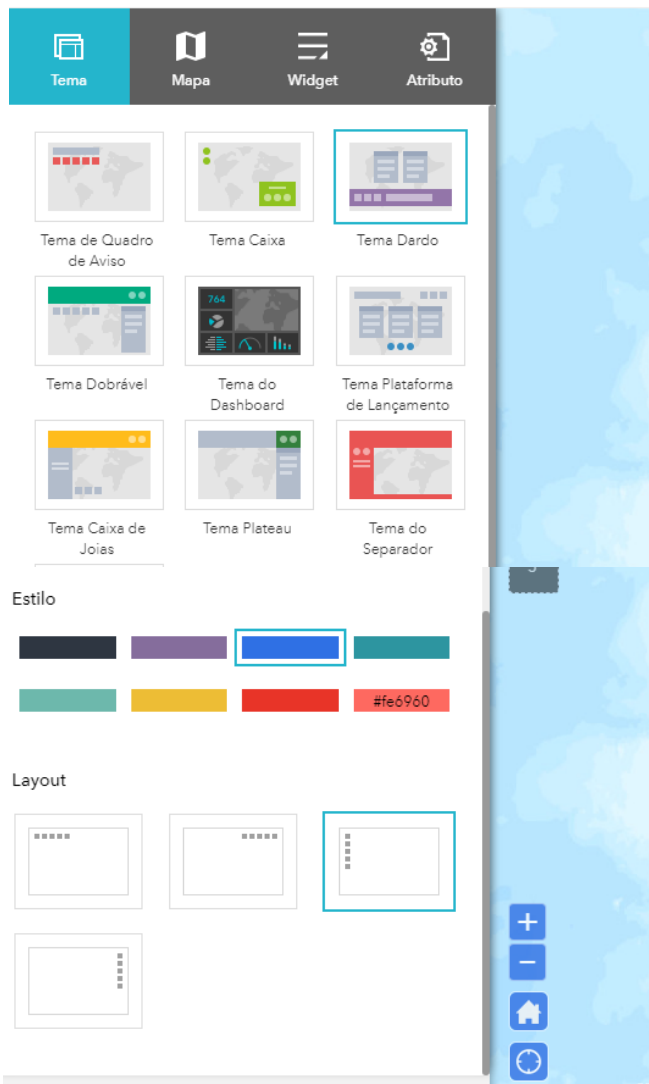 Tema Mapa Widget Atributo
Tema de Quadro
de Aviso
Tema Caixa
Tema Dardo
764
Tema Dobrável
Tema do
Dashboard
Tema Plataforma
de Lançamento
Tema Caixa de
Joias
Tema Plateau
Tema do
Separador
Estilo
#fe6960
Layout